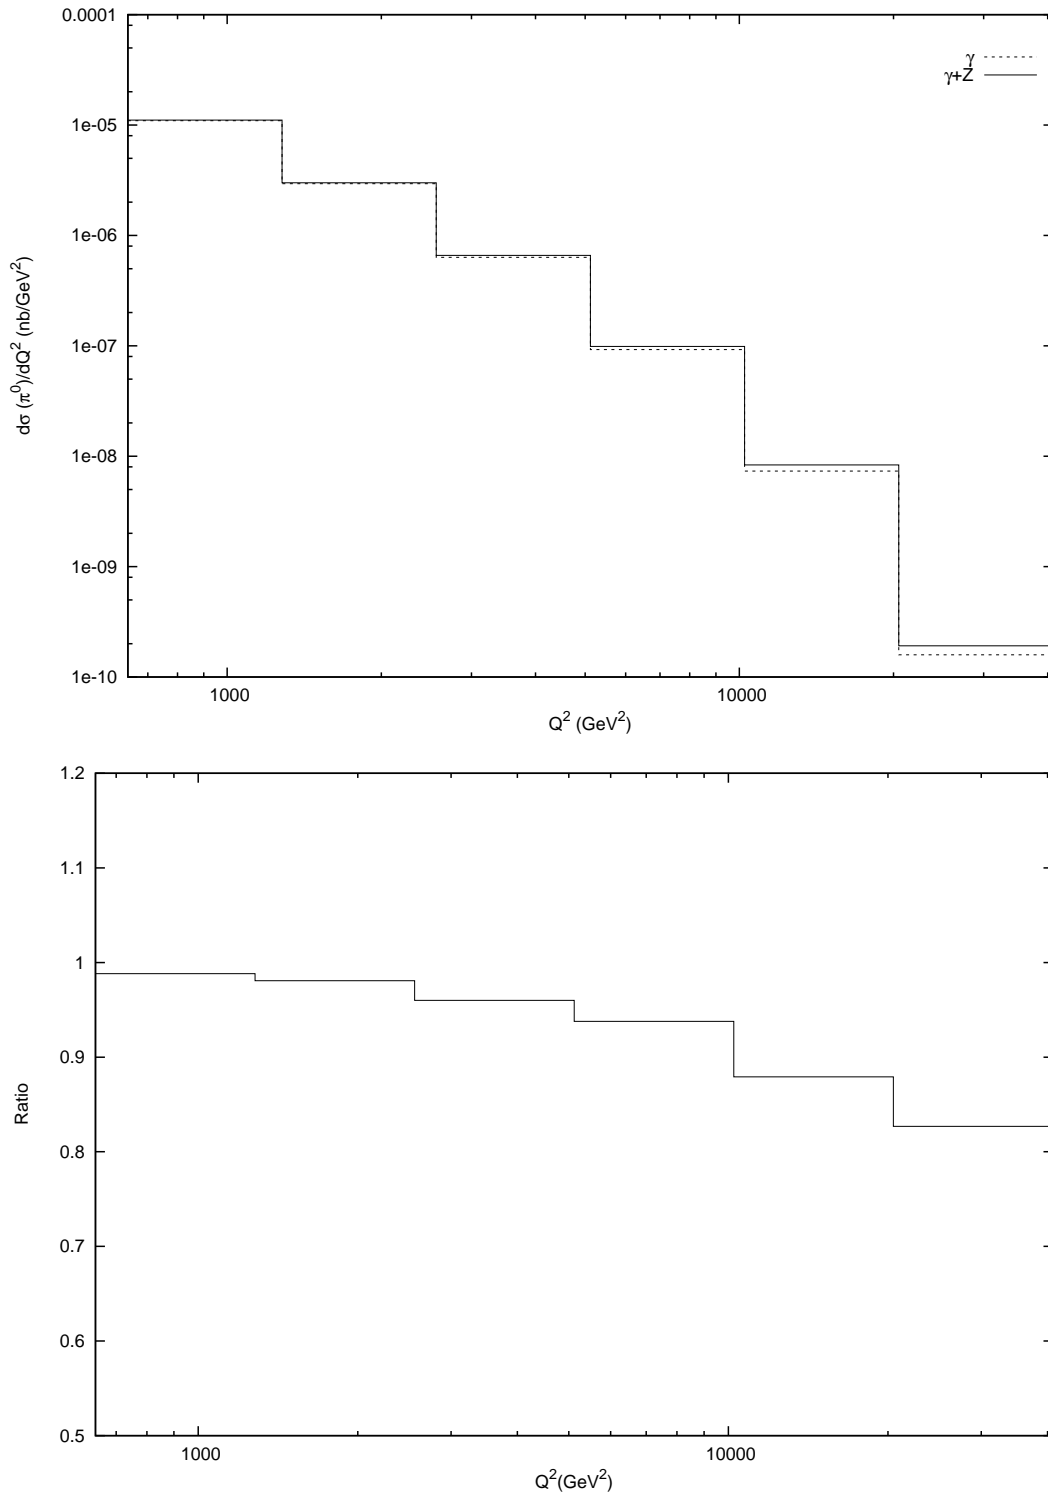 0.0001
1e-05
1e-06
1e-07
1e-08
1e-09
1e-10
dσ (π⁰)/dQ² (nb/GeV²)
γ
γ+Z
1000
10000
Q² (GeV²)
1.2
1.1
1
0.9
0.8
0.7
0.6
0.5
Ratio
1000
10000
Q²(GeV²)